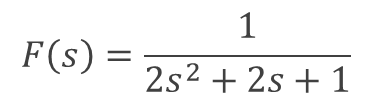 F(s) = 1 / (2s² + 2s + 1)